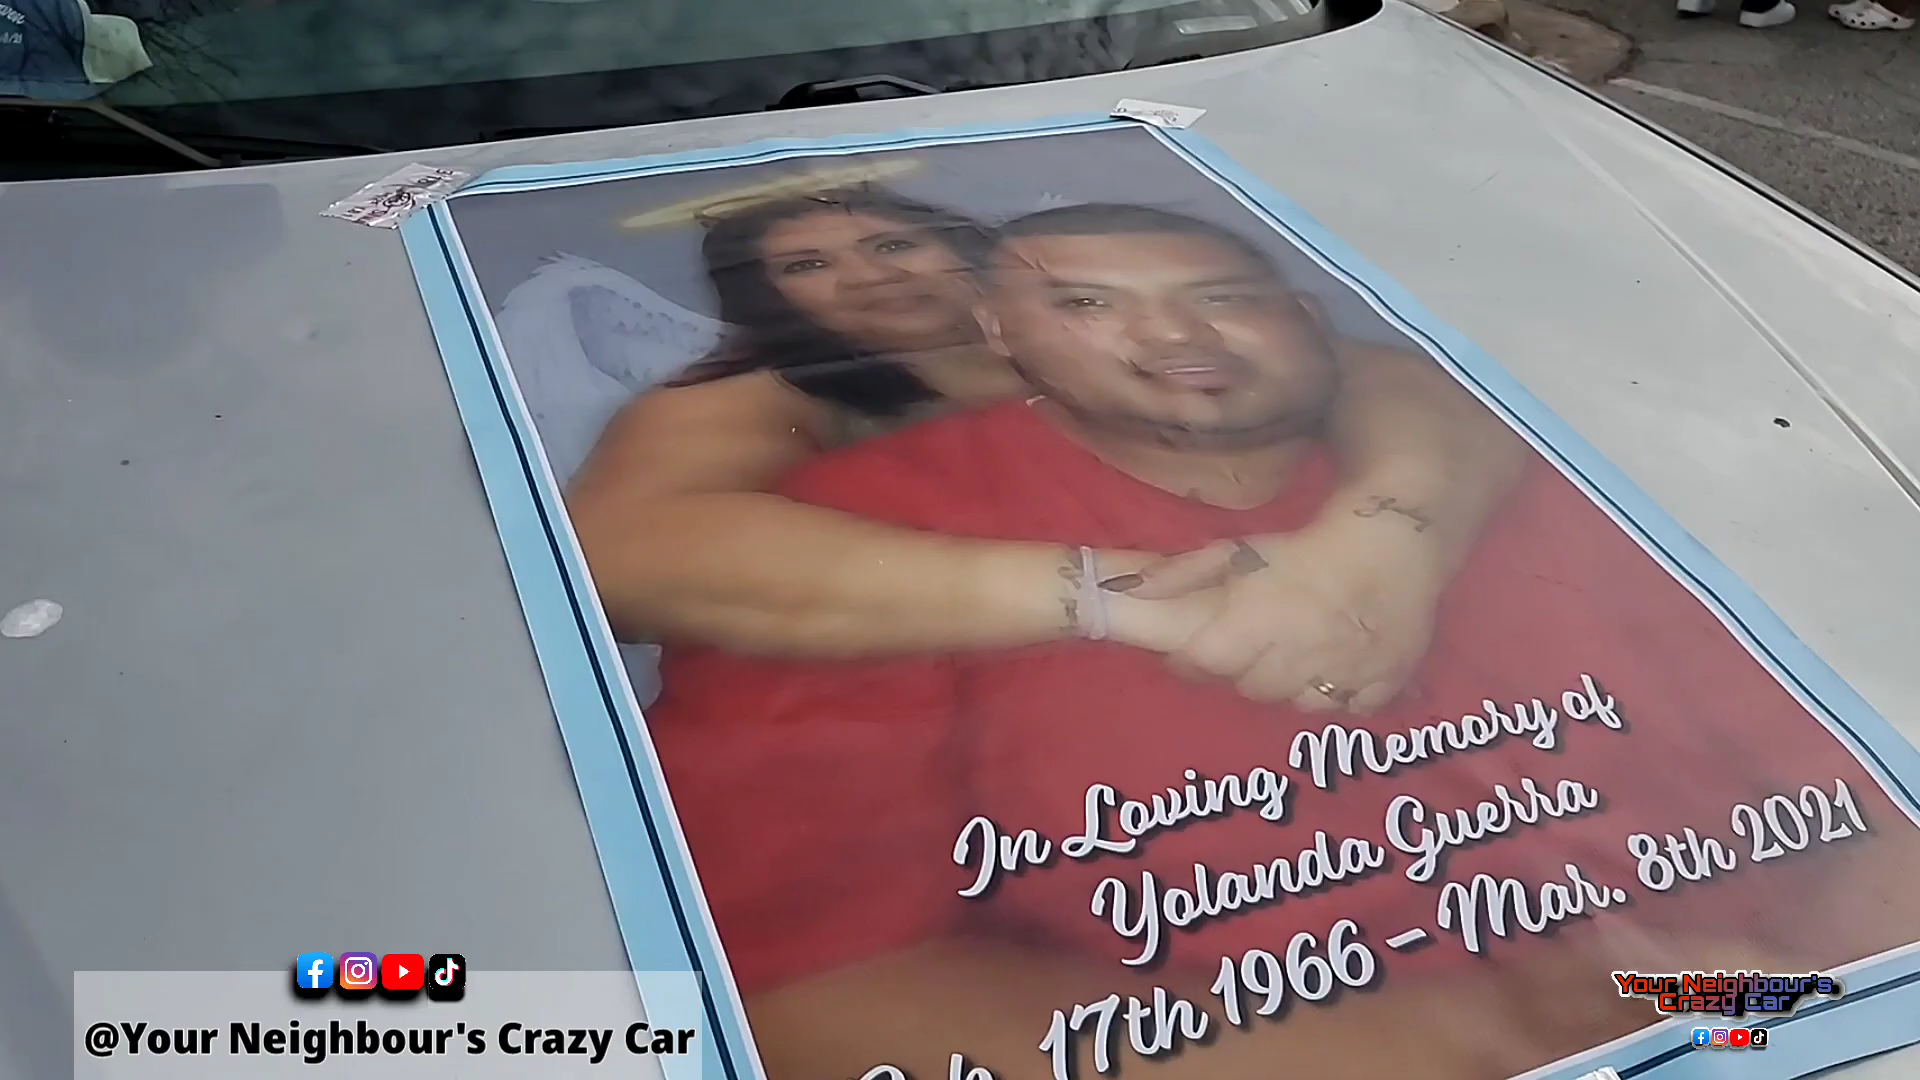 In Loving Memory of
Yolanda Guerra
17th 1966 - Mar. 8th 2021
@Your Neighbour's Crazy Car
Your Neighbour's
Crazy Car